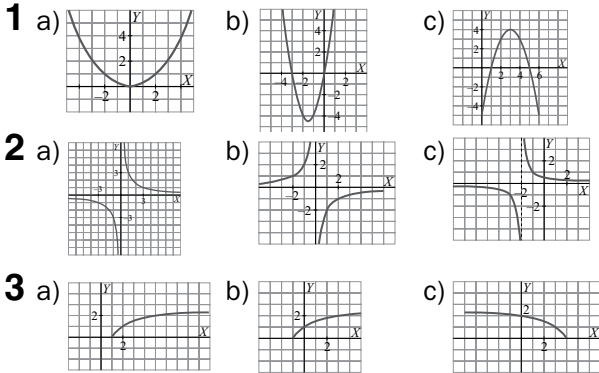 1 a) Y 4 2 -2 2 X
b) Y 4 2 -4 -2 2 X -2 -4
c) Y 4 2 2 4 6 X -2 -4
2 a) Y 3 -3 3 X -3
b) Y 2 2 -2 X -2
c) Y 2 2 -2 X -2
3 a) Y 2 2 X
b) Y 2 2 X
c) Y 2 2 X